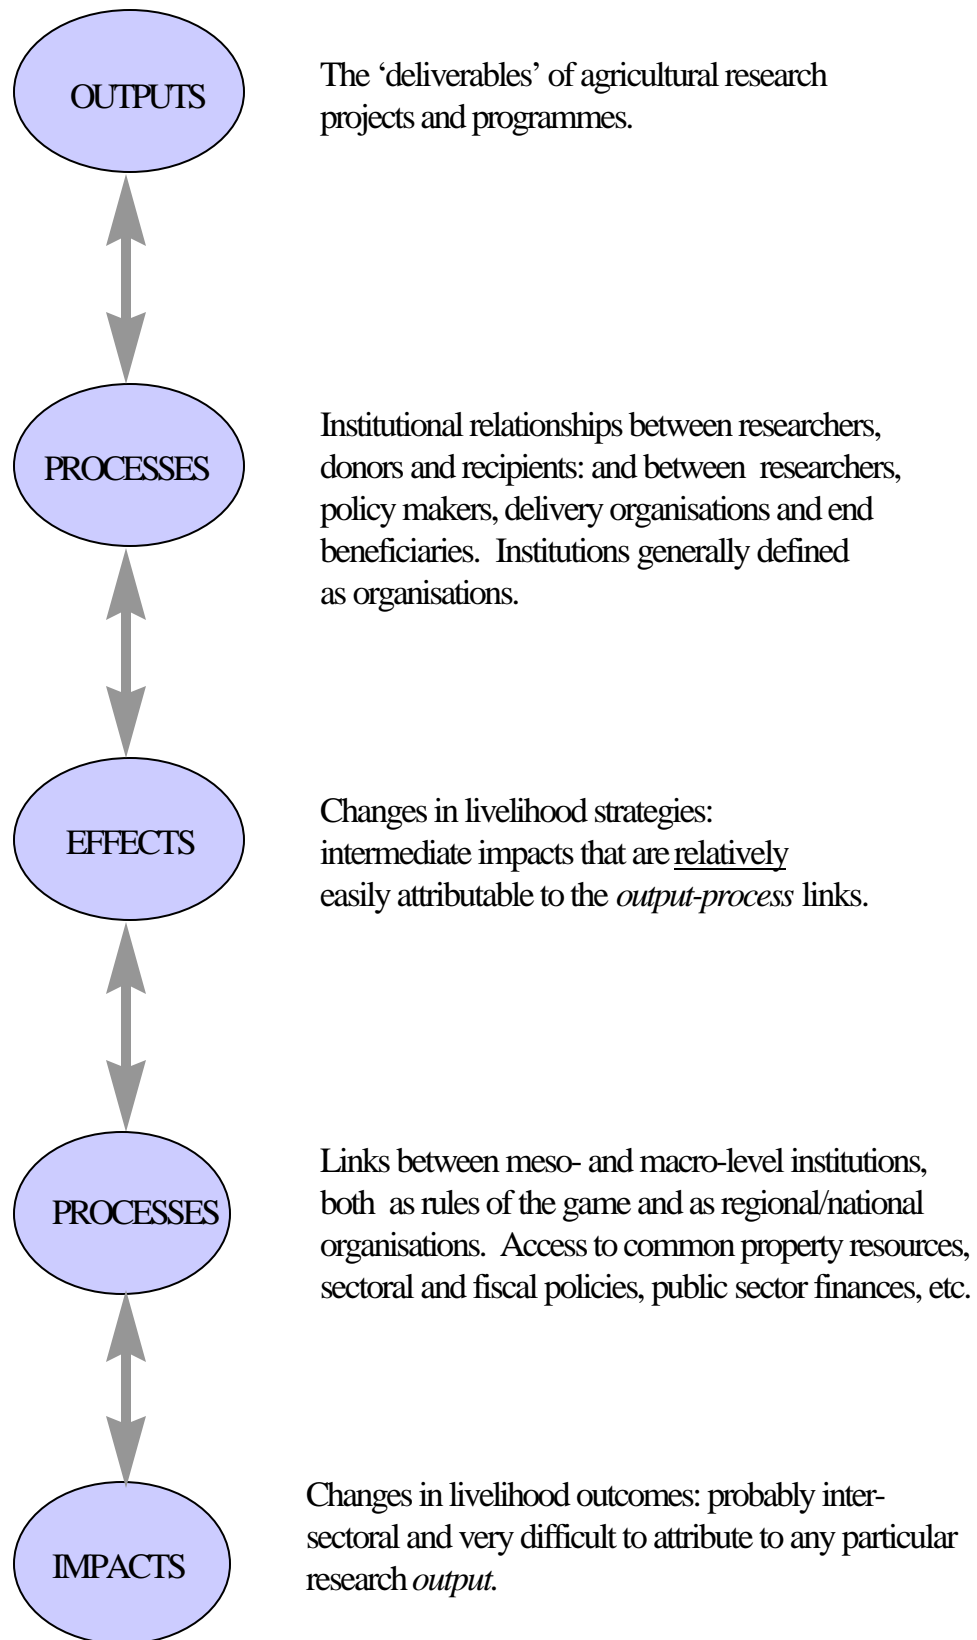 OUTPUTS
The ‘deliverables’ of agricultural research
projects and programmes.
PROCESSES
Institutional relationships between researchers,
donors and recipients: and between researchers,
policy makers, delivery organisations and end
beneficiaries. Institutions generally defined
as organisations.
EFFECTS
Changes in livelihood strategies:
intermediate impacts that are relatively
easily attributable to the output-process links.
PROCESSES
Links between meso- and macro-level institutions,
both as rules of the game and as regional/national
organisations. Access to common property resources,
sectoral and fiscal policies, public sector finances, etc.
IMPACTS
Changes in livelihood outcomes: probably inter-
sectoral and very difficult to attribute to any particular
research output.